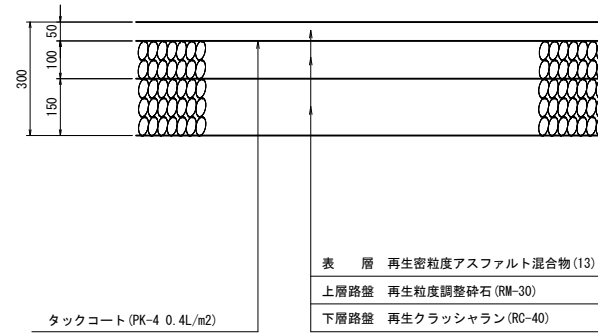 50
100
300
150
表　層　再生密粒度アスファルト混合物(13)
上層路盤　再生粒度調整砕石(RM-30)
下層路盤　再生クラッシャラン(RC-40)
タックコート(PK-4 0.4L/m2)